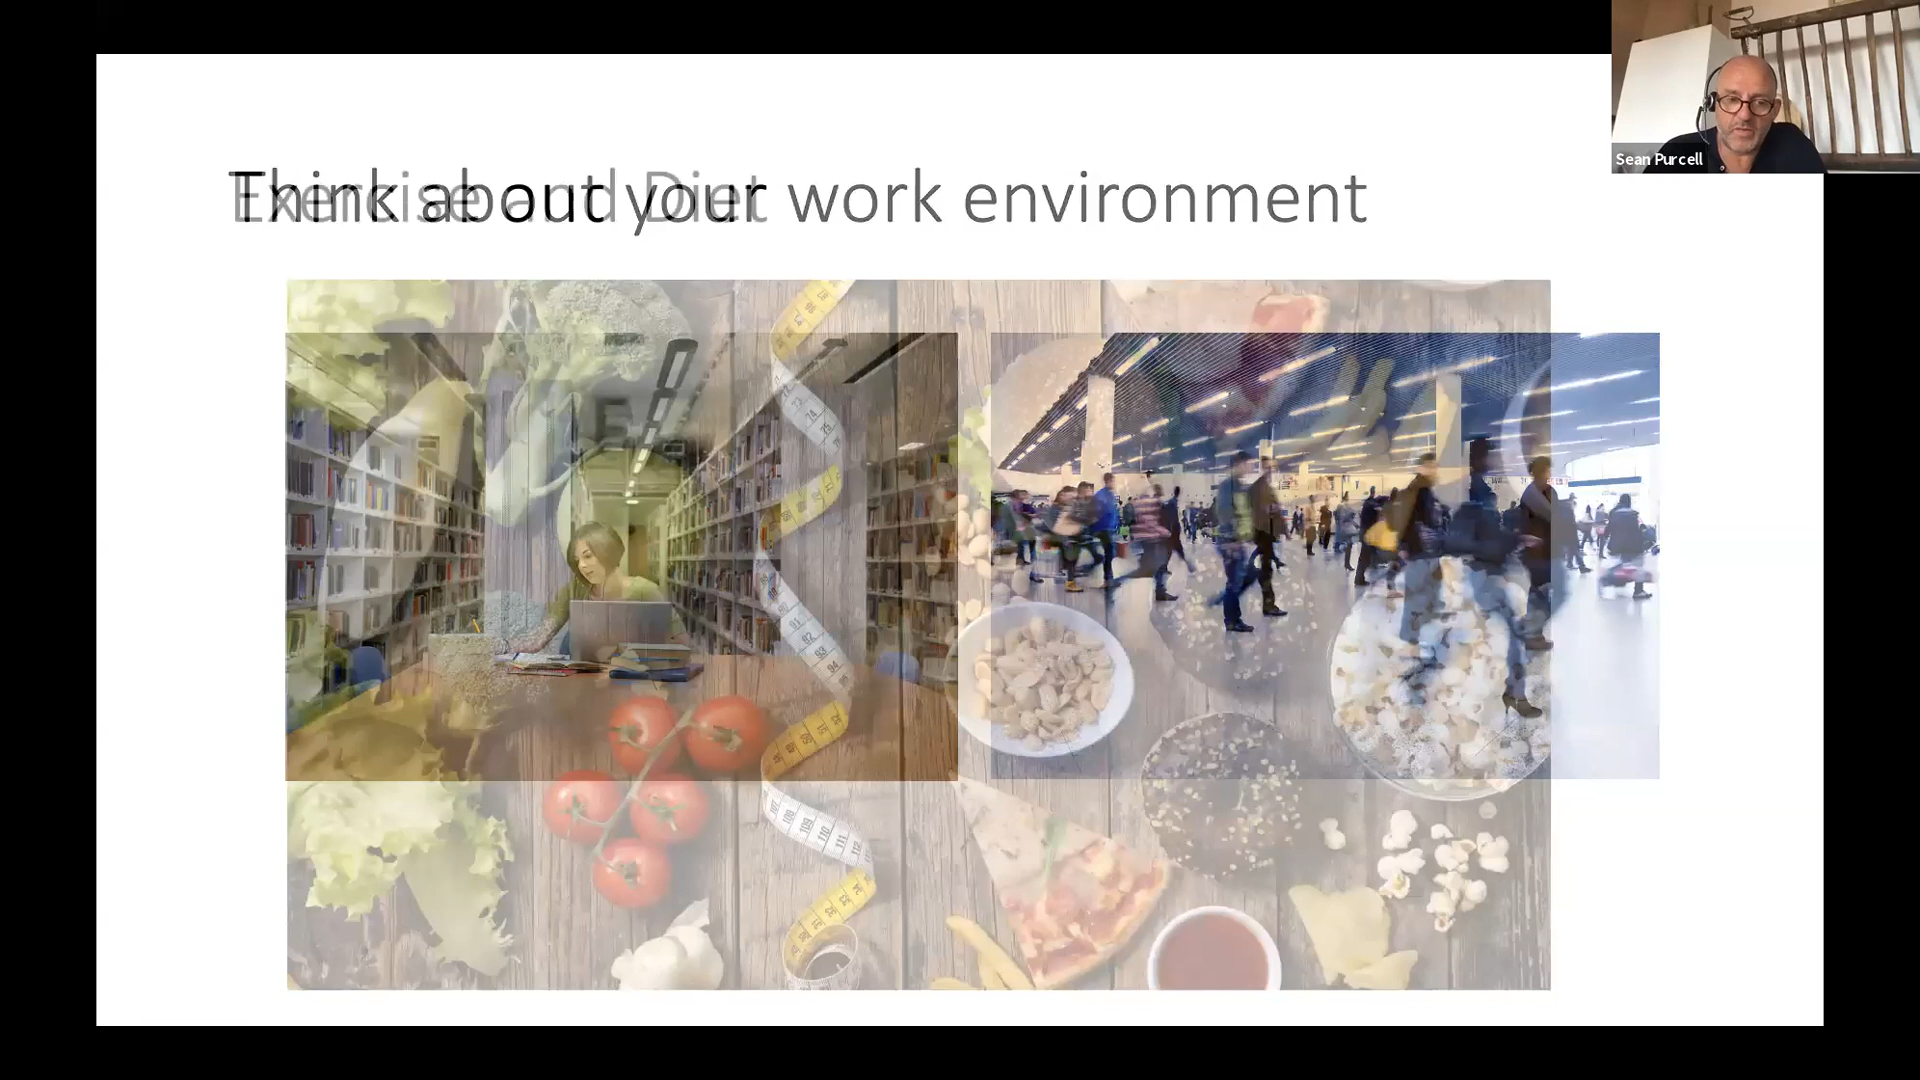 Think about your work environment
Exercise and Diet
Sean Purcell